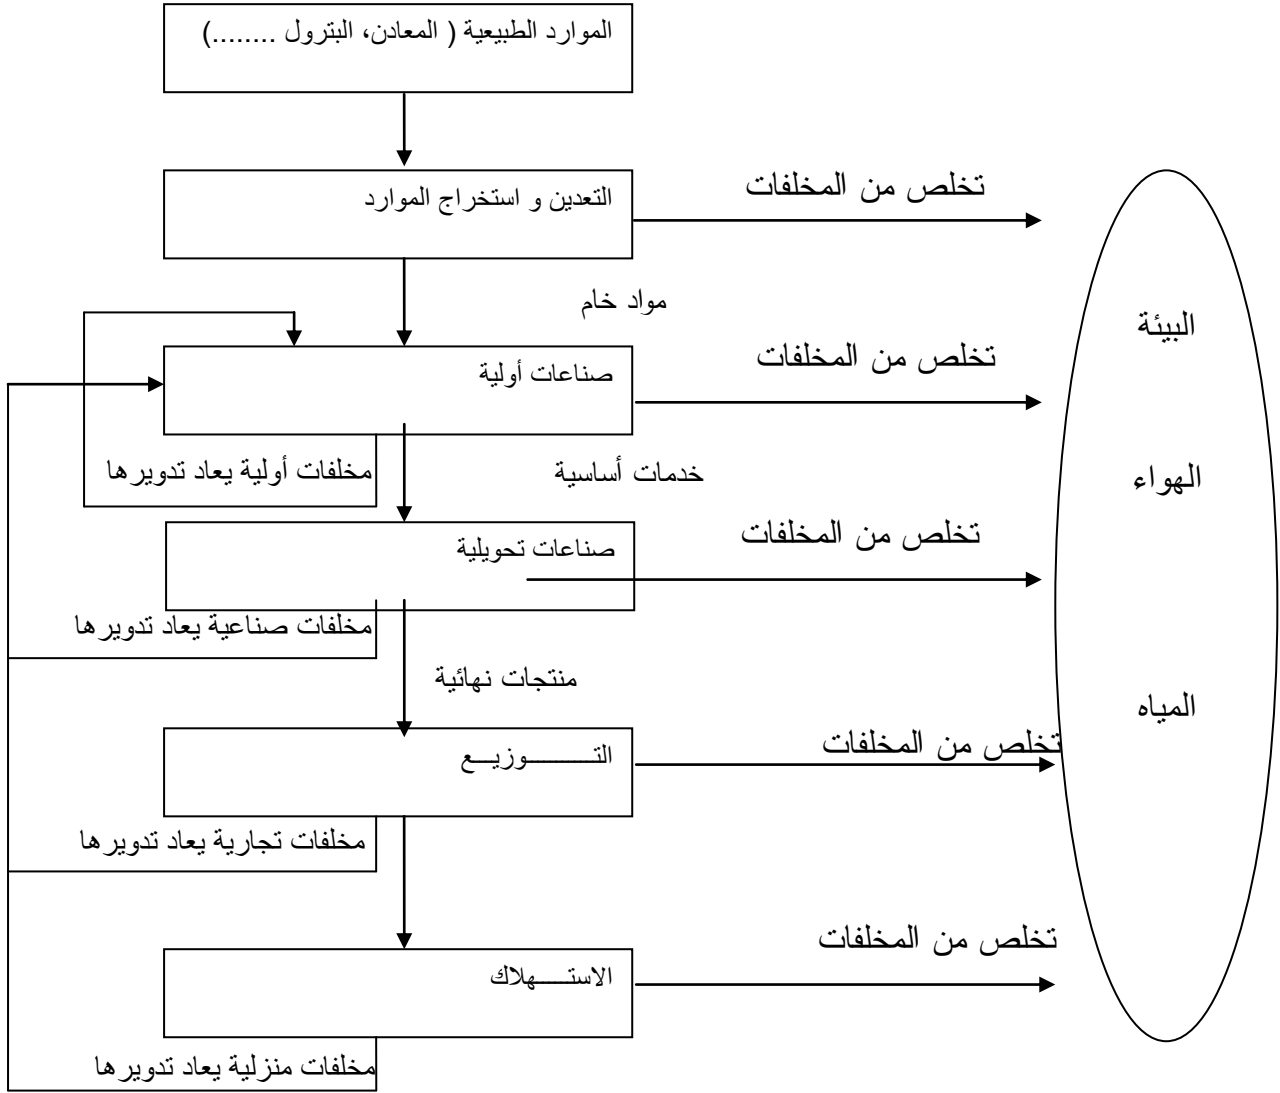 الموارد الطبيعية ( المعادن، البترول ........)
التعدين و استخراج الموارد
تخلص من المخلفات
مواد خام
البيئة
صناعات أولية
تخلص من المخلفات
مخلفات أولية يعاد تدويرها
خدمات أساسية
الهواء
صناعات تحويلية
تخلص من المخلفات
مخلفات صناعية يعاد تدويرها
منتجات نهائية
المياه
التـــــــــوزيـــع
تخلص من المخلفات
مخلفات تجارية يعاد تدويرها
الاستـــــهلاك
تخلص من المخلفات
مخلفات منزلية يعاد تدويرها